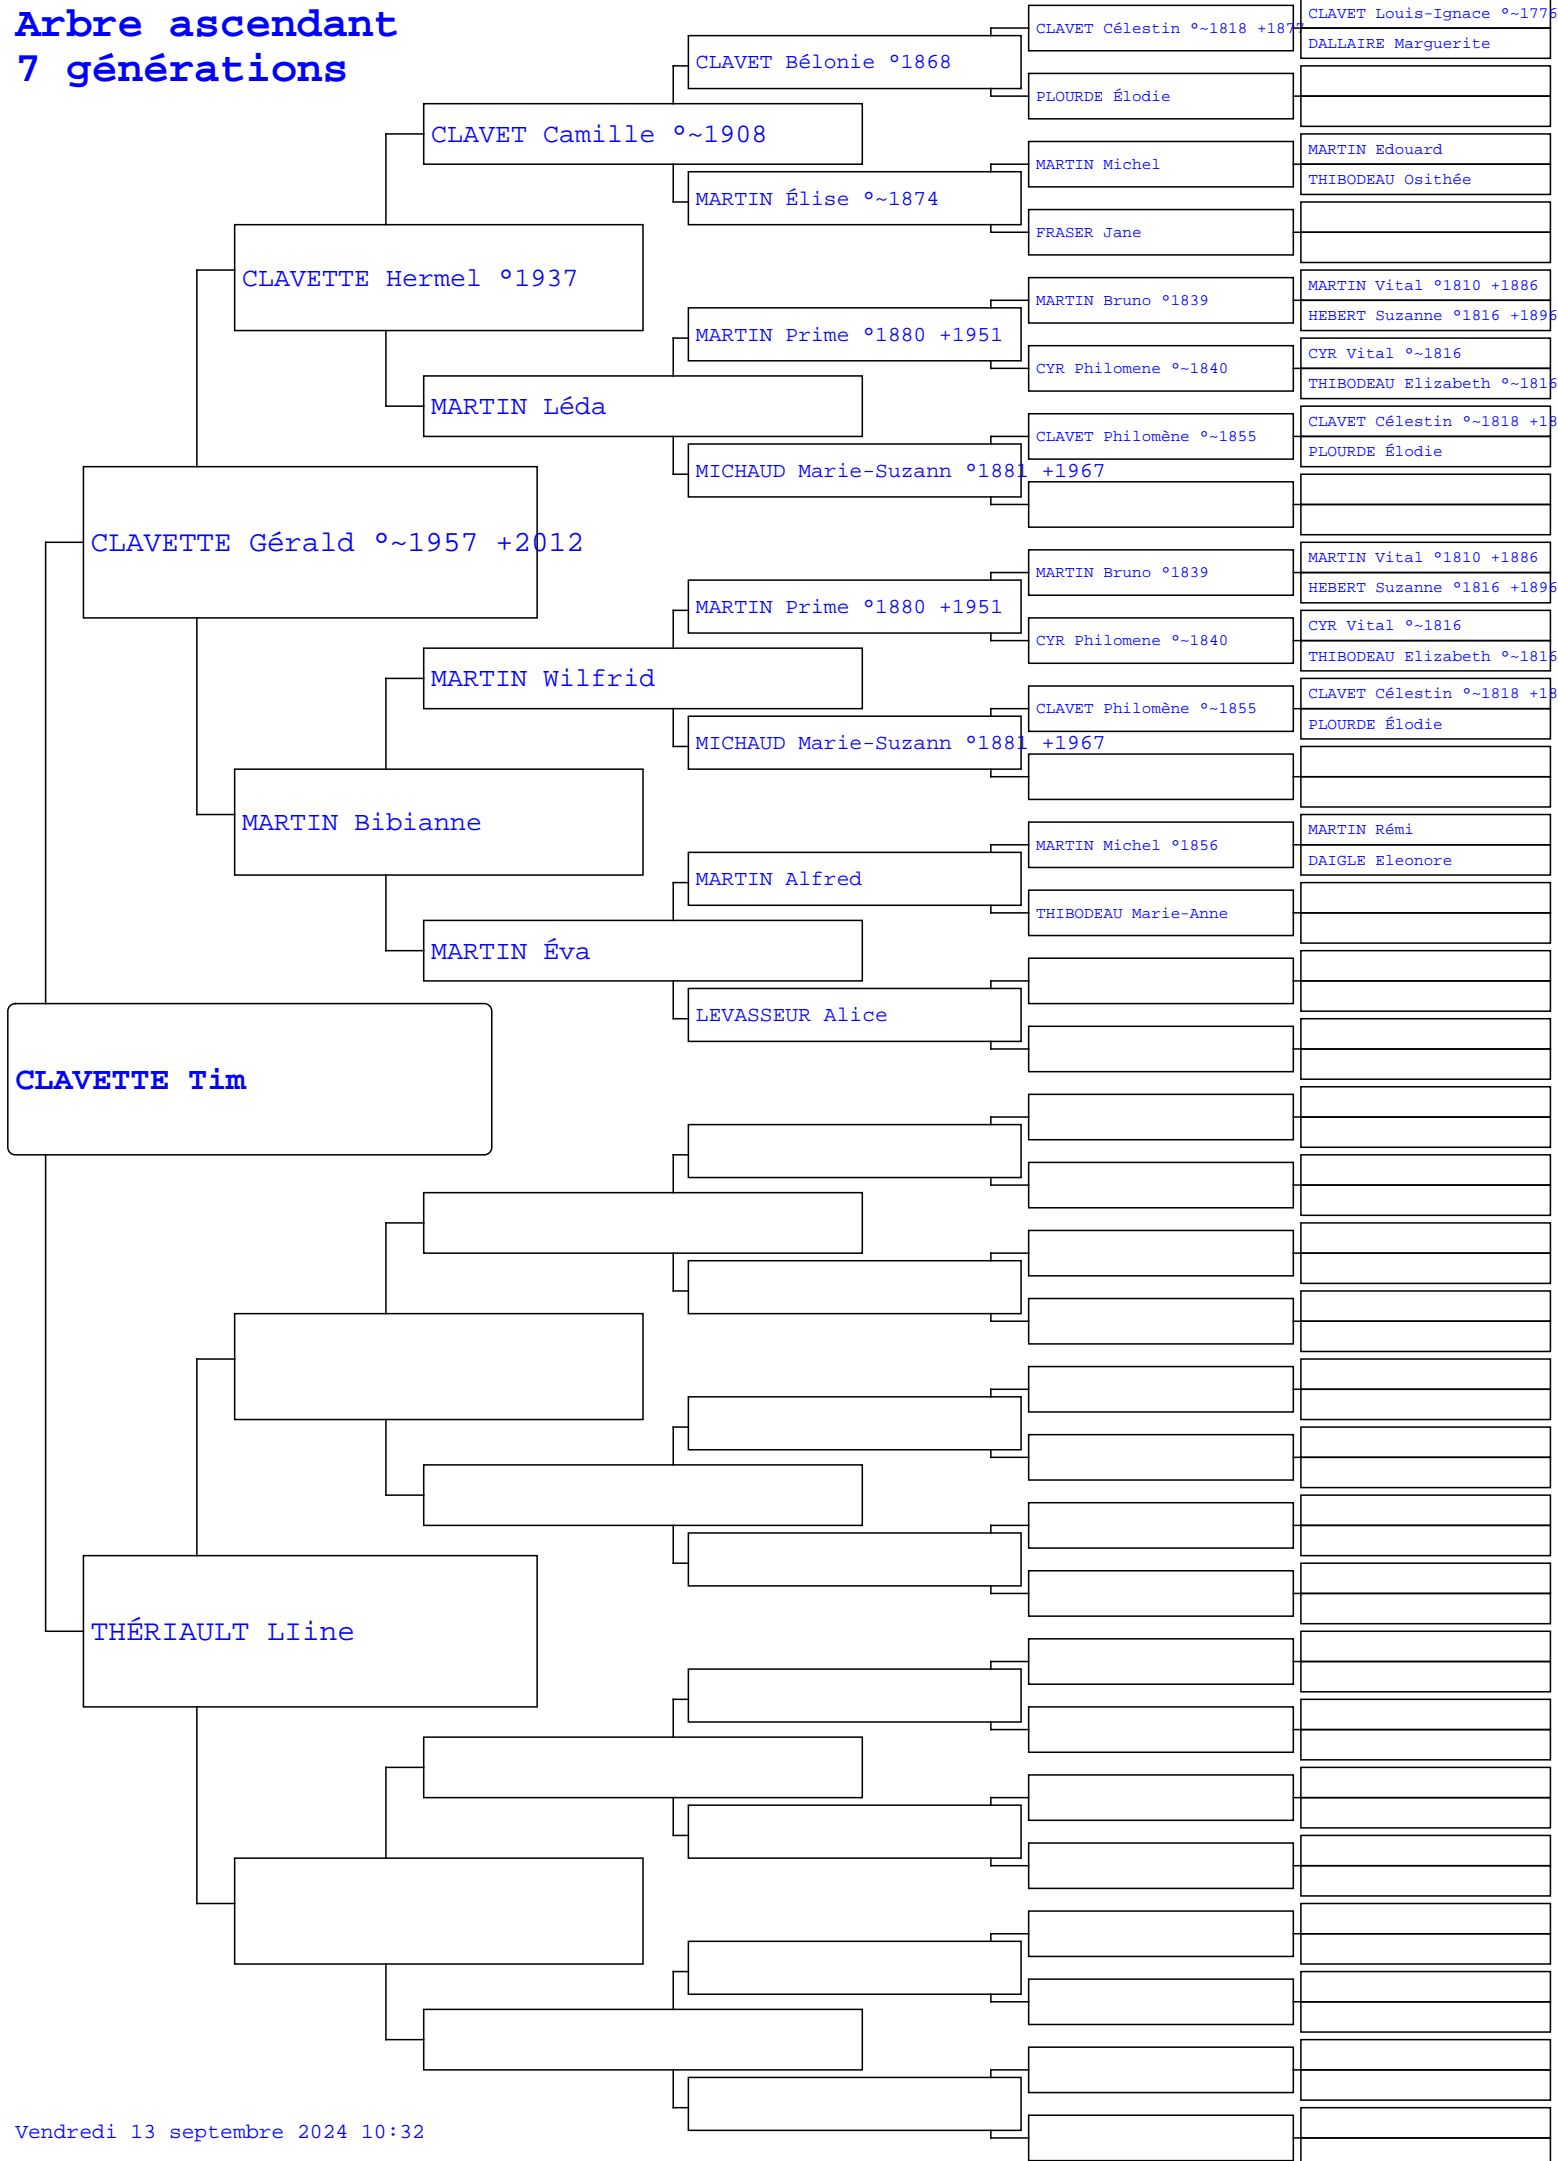 Arbre ascendant
7 générations
CLAVETTE Tim
CLAVETTE Gérald °~1957 +2012
THÉRIAULT LIine
CLAVETTE Hermel °1937
MARTIN Bibianne
CLAVET Camille °~1908
MARTIN Léda
MARTIN Wilfrid
MARTIN Éva
CLAVET Bélonie °1868
MARTIN Élise °~1874
MARTIN Prime °1880 +1951
MICHAUD Marie-Suzann °1881 +1967
MARTIN Prime °1880 +1951
MICHAUD Marie-Suzann °1881 +1967
MARTIN Alfred
LEVASSEUR Alice
CLAVET Célestin °~1818 +1877
PLOURDE Élodie
MARTIN Michel
FRASER Jane
MARTIN Bruno °1839
CYR Philomene °~1840
CLAVET Philomène °~1855
MARTIN Bruno °1839
CYR Philomene °~1840
CLAVET Philomène °~1855
MARTIN Michel °1856
THIBODEAU Marie-Anne
CLAVET Louis-Ignace °~1776
DALLAIRE Marguerite
MARTIN Edouard
THIBODEAU Osithée
MARTIN Vital °1810 +1886
HEBERT Suzanne °1816 +1896
CYR Vital °~1816
THIBODEAU Elizabeth °~1816
CLAVET Célestin °~1818 +18
PLOURDE Élodie
MARTIN Vital °1810 +1886
HEBERT Suzanne °1816 +1896
CYR Vital °~1816
THIBODEAU Elizabeth °~1816
CLAVET Célestin °~1818 +18
PLOURDE Élodie
MARTIN Rémi
DAIGLE Eleonore
Vendredi 13 septembre 2024 10:32